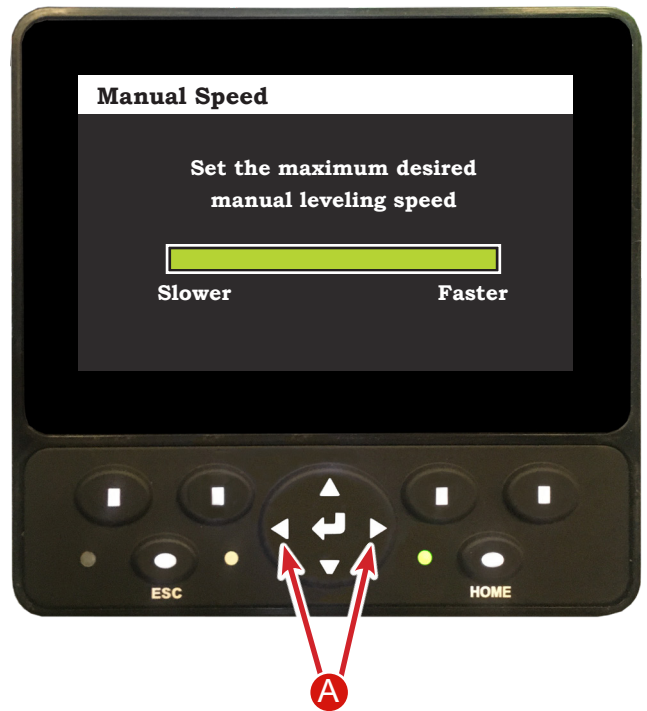 Manual Speed
Set the maximum desired
manual leveling speed
Slower Faster
ESC HOME
A